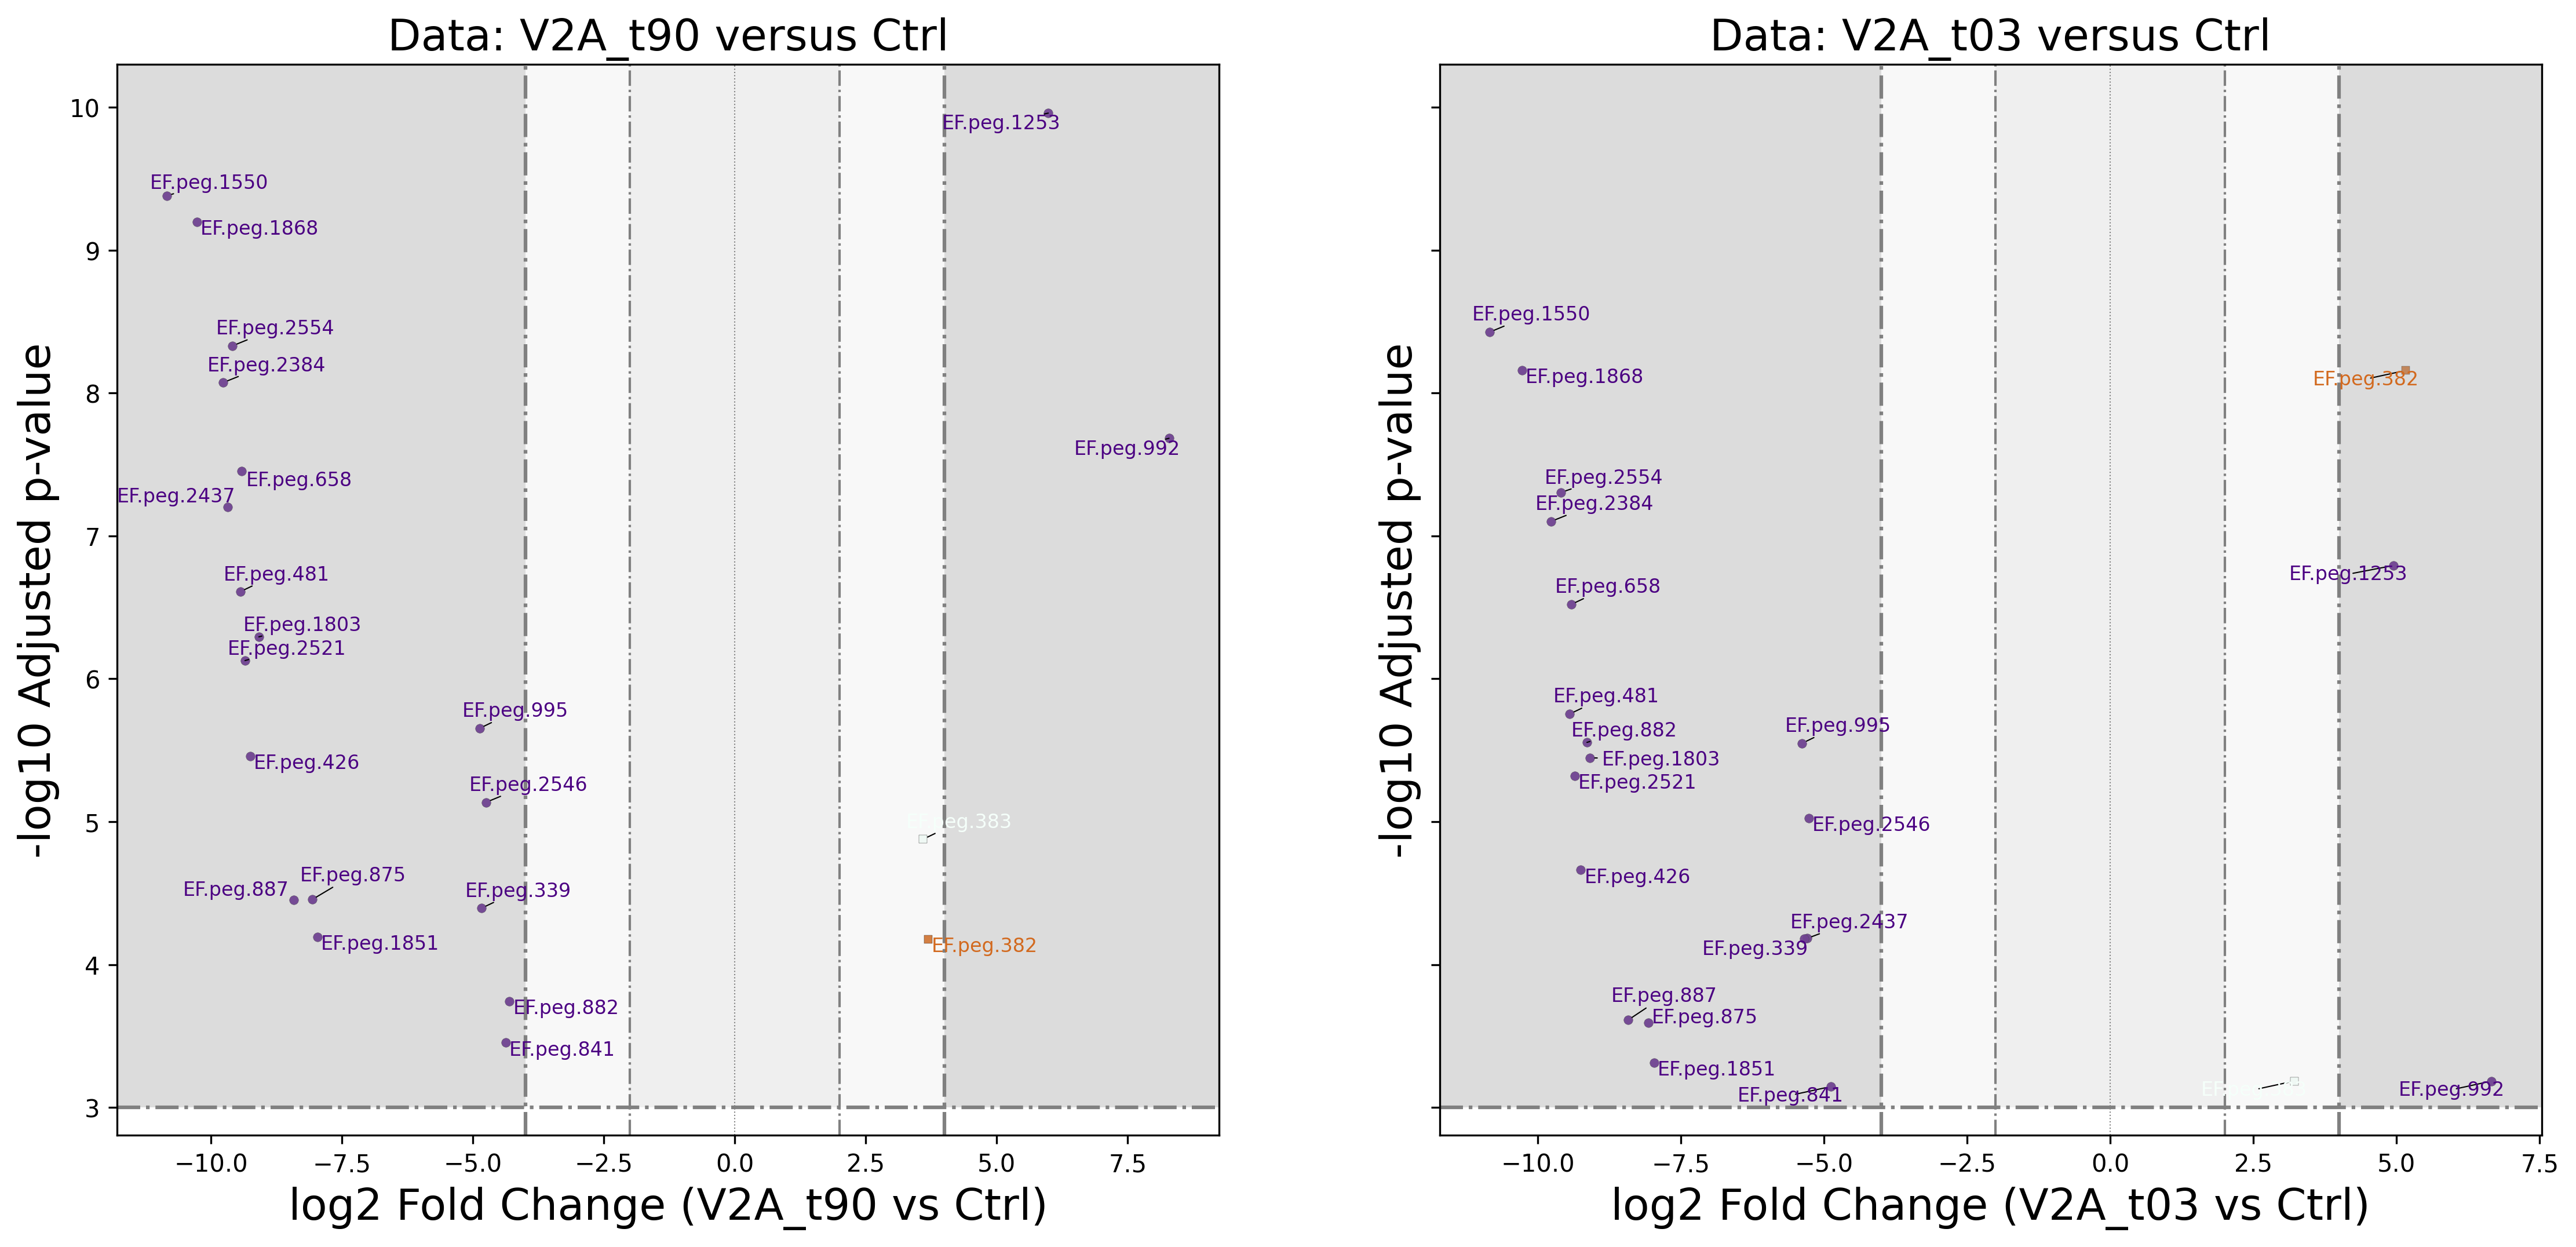 Data: V2A_t90 versus Ctrl
-log10 Adjusted p-value
10
9
8
7
6
5
4
3
EF.peg.1253
EF.peg.1550
EF.peg.1868
EF.peg.2554
EF.peg.2384
EF.peg.992
EF.peg.658
EF.peg.2437
EF.peg.481
EF.peg.1803
EF.peg.2521
EF.peg.995
EF.peg.426
EF.peg.2546
EF.peg.383
EF.peg.875
EF.peg.887
EF.peg.339
EF.peg.1851
EF.peg.382
EF.peg.882
EF.peg.841
−10.0 −7.5 −5.0 −2.5 0.0 2.5 5.0 7.5
log2 Fold Change (V2A_t90 vs Ctrl)
Data: V2A_t03 versus Ctrl
-log10 Adjusted p-value
EF.peg.1550
EF.peg.1868
EF.peg.382
EF.peg.2554
EF.peg.2384
EF.peg.1253
EF.peg.658
EF.peg.481
EF.peg.995
EF.peg.882
EF.peg.1803
EF.peg.2521
EF.peg.2546
EF.peg.426
EF.peg.2437
EF.peg.339
EF.peg.887
EF.peg.875
EF.peg.1851
EF.peg.841
EF.peg.992
−10.0 −7.5 −5.0 −2.5 0.0 2.5 5.0 7.5
log2 Fold Change (V2A_t03 vs Ctrl)